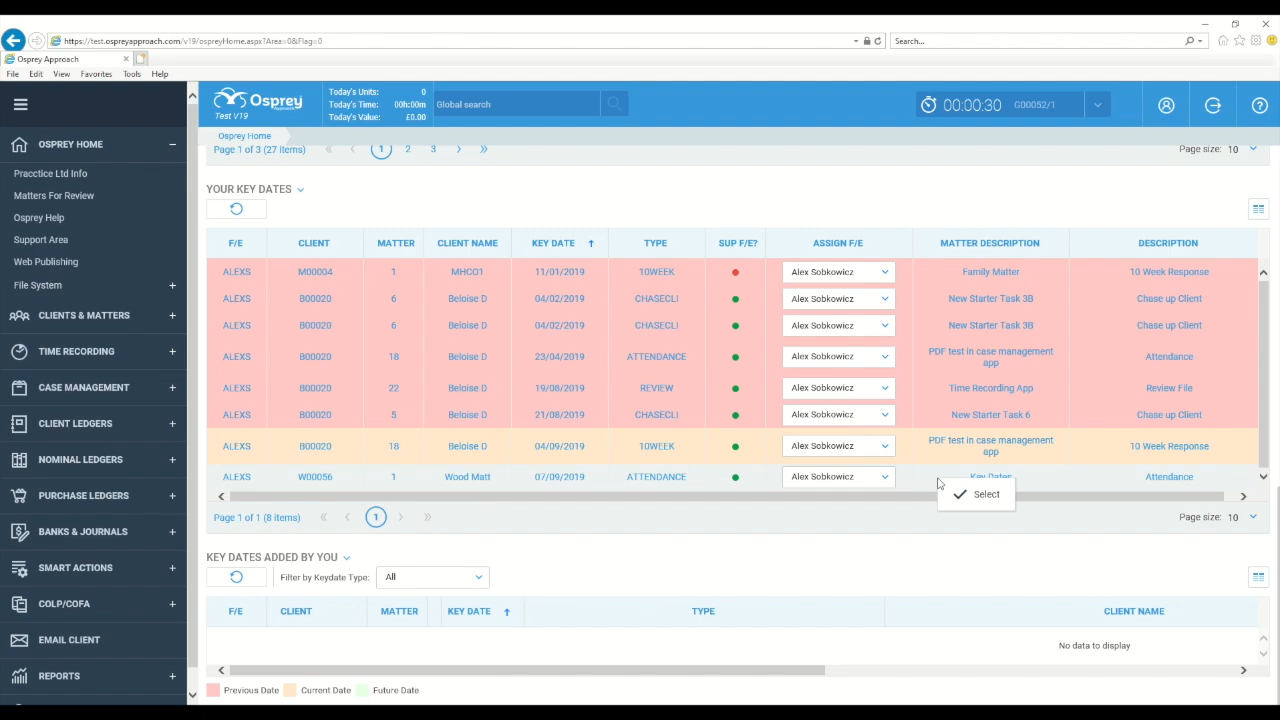 https://test.ospreyapproach.com/v19/ospreyHome.aspx?Area=0&Flag=0
Search...
Osprey Approach
File Edit View Favorites Tools Help
Osprey
Approach
Test V19
Today's Units: 0
Today's Time: 00h:00m
Today's Value: £0.00
Global search
00:00:30 G00052/1
OSPREY HOME
Pracctice Ltd Info
Matters For Review
Osprey Help
Support Area
Web Publishing
File System
CLIENTS & MATTERS
TIME RECORDING
CASE MANAGEMENT
CLIENT LEDGERS
NOMINAL LEDGERS
PURCHASE LEDGERS
BANKS & JOURNALS
SMART ACTIONS
COLP/COFA
EMAIL CLIENT
REPORTS
Osprey Home
Page 1 of 3 (27 items) 1 2 3 Page size: 10
YOUR KEY DATES
F/E CLIENT MATTER CLIENT NAME KEY DATE TYPE SUP F/E? ASSIGN F/E MATTER DESCRIPTION DESCRIPTION
ALEXS M00004 1 MHCO1 11/01/2019 10WEEK Alex Sobkowicz Family Matter 10 Week Response
ALEXS B00020 6 Beloise D 04/02/2019 CHASECLI Alex Sobkowicz New Starter Task 3B Chase up Client
ALEXS B00020 6 Beloise D 04/02/2019 CHASECLI Alex Sobkowicz New Starter Task 3B Chase up Client
ALEXS B00020 18 Beloise D 23/04/2019 ATTENDANCE Alex Sobkowicz PDF test in case management app Attendance
ALEXS B00020 22 Beloise D 19/08/2019 REVIEW Alex Sobkowicz Time Recording App Review File
ALEXS B00020 5 Beloise D 21/08/2019 CHASECLI Alex Sobkowicz New Starter Task 6 Chase up Client
ALEXS B00020 18 Beloise D 04/09/2019 10WEEK Alex Sobkowicz PDF test in case management app 10 Week Response
ALEXS W00056 1 Wood Matt 07/09/2019 ATTENDANCE Alex Sobkowicz Key Dates Attendance
Select
Page 1 of 1 (8 items) 1 Page size: 10
KEY DATES ADDED BY YOU
Filter by Keydate Type: All
F/E CLIENT MATTER KEY DATE TYPE CLIENT NAME
No data to display
Previous Date Current Date Future Date